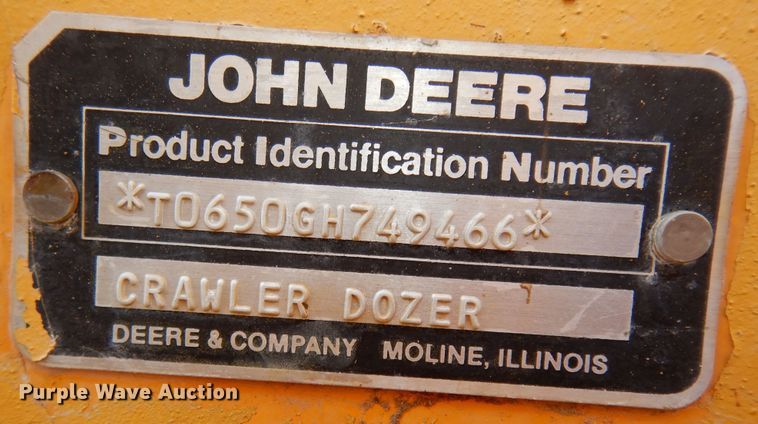 JOHN DEERE
Product Identification Number
*T0650GH749466*
CRAWLER DOZER
DEERE & COMPANY MOLINE, ILLINOIS
Purple Wave Auction